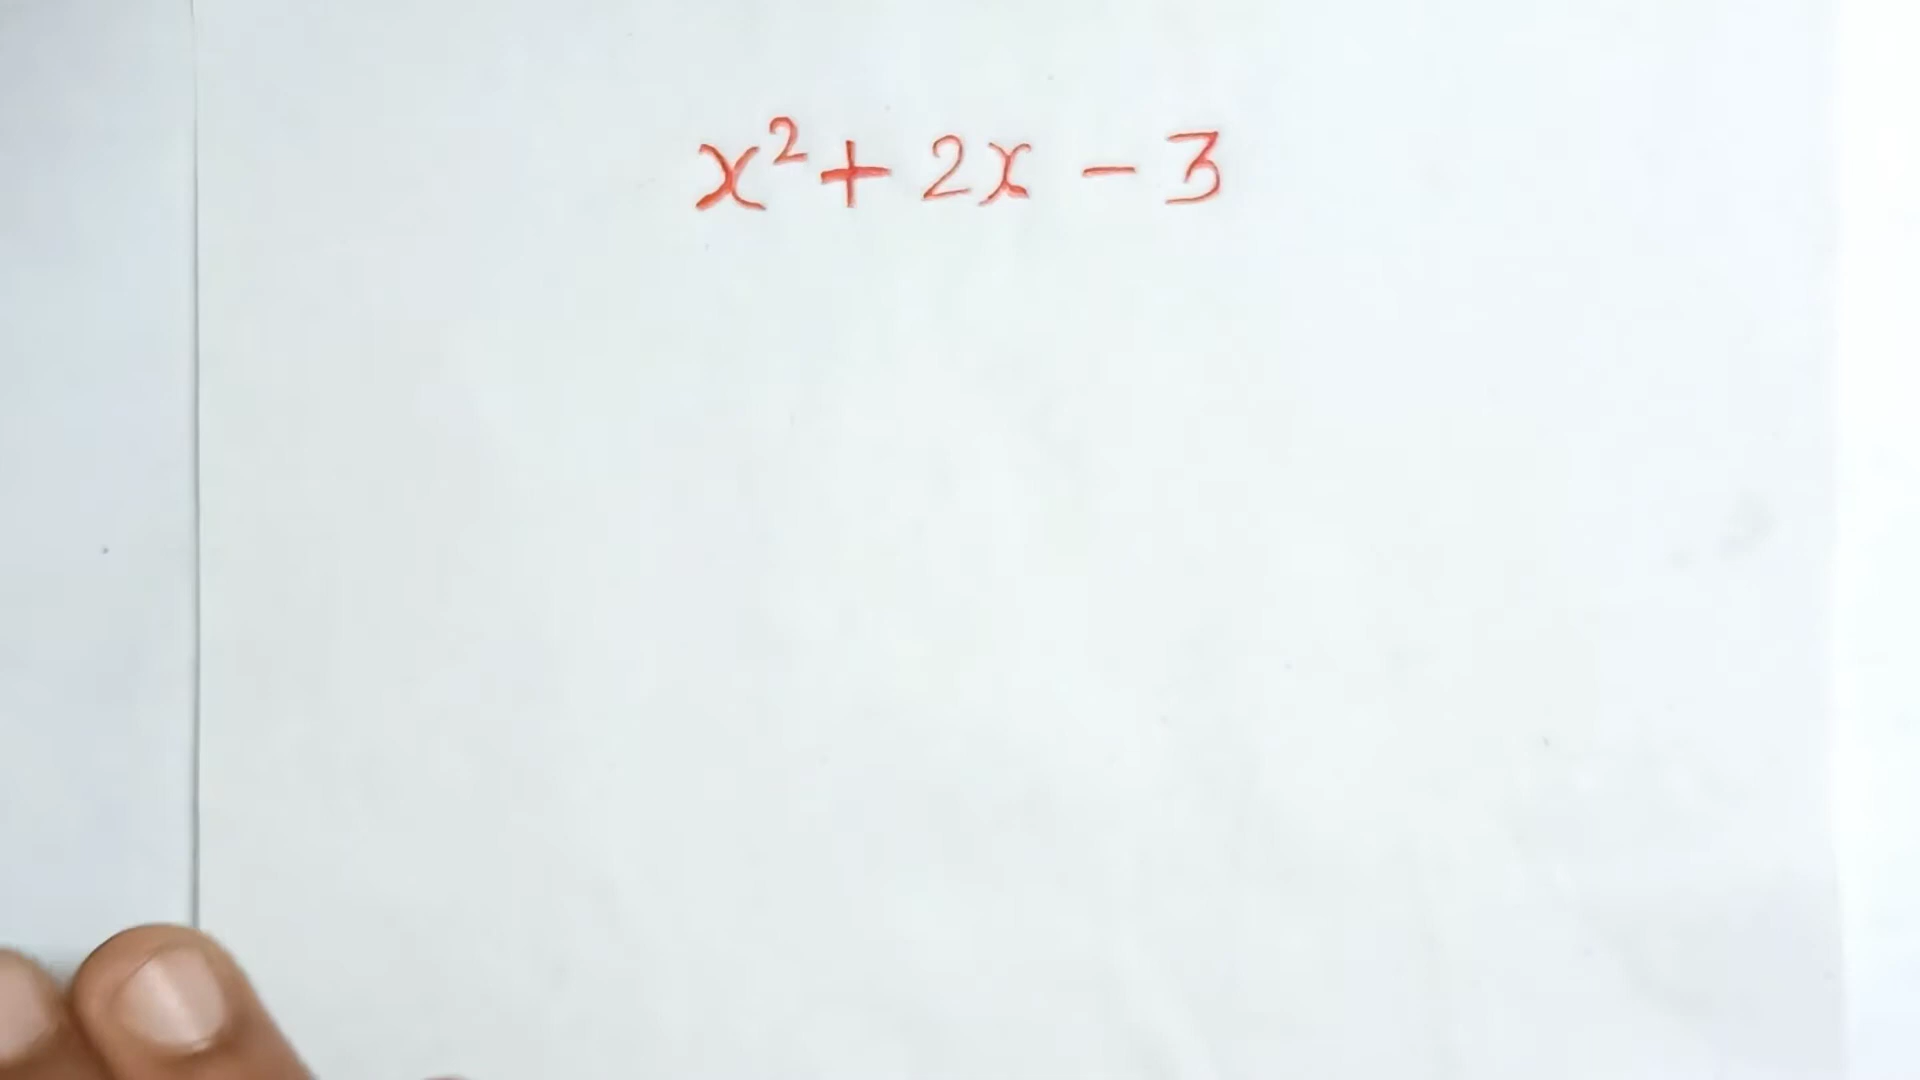 x² + 2x - 3